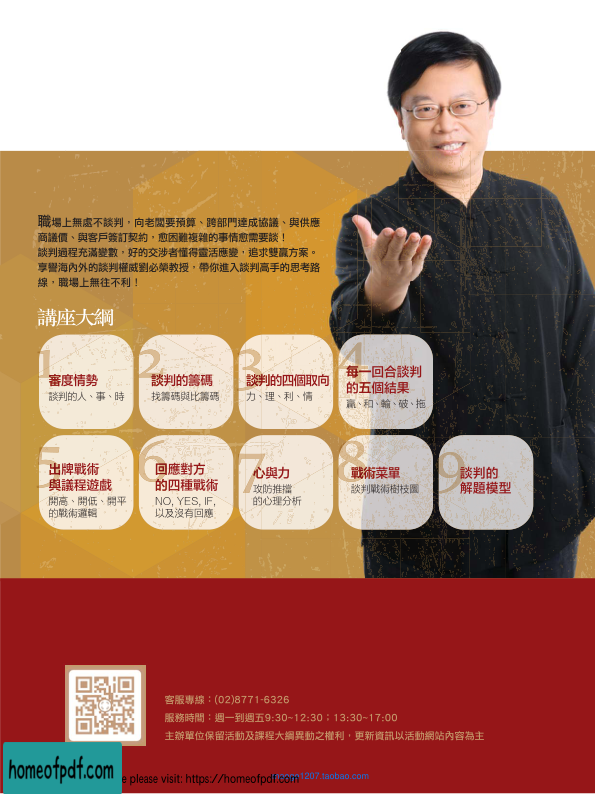 職場上無處不談判，向老闆要預算、跨部門達成協議、與供應
商議價、與客戶簽訂契約，愈困難複雜的事情愈需要談！
談判過程充滿變數，好的交涉者懂得靈活應變，追求雙贏方案。
享譽海內外的談判權威劉必榮教授，帶你進入談判高手的思考路
線，職場上無往不利！
講座大綱
1
審度情勢
談判的人、事、時
2
談判的籌碼
找籌碼與比籌碼
3
談判的四個取向
力、理、利、情
4
每一回合談判
的五個結果
贏、和、輸、破、拖
5
出牌戰術
與議程遊戲
開高、開低、開平
的戰術邏輯
6
回應對方
的四種戰術
NO, YES, IF,
以及沒有回應
7
心與力
攻防推擋
的心理分析
8
戰術菜單
談判戰術樹枝圖
9
談判的
解題模型
客服專線：(02)8771-6326
服務時間：週一到週五9:30~12:30；13:30~17:00
主辦單位保留活動及課程大綱異動之權利，更新資訊以活動網站內容為主
homeofpdf.com
please visit: https://homeofpdf.com
1207.taobao.com